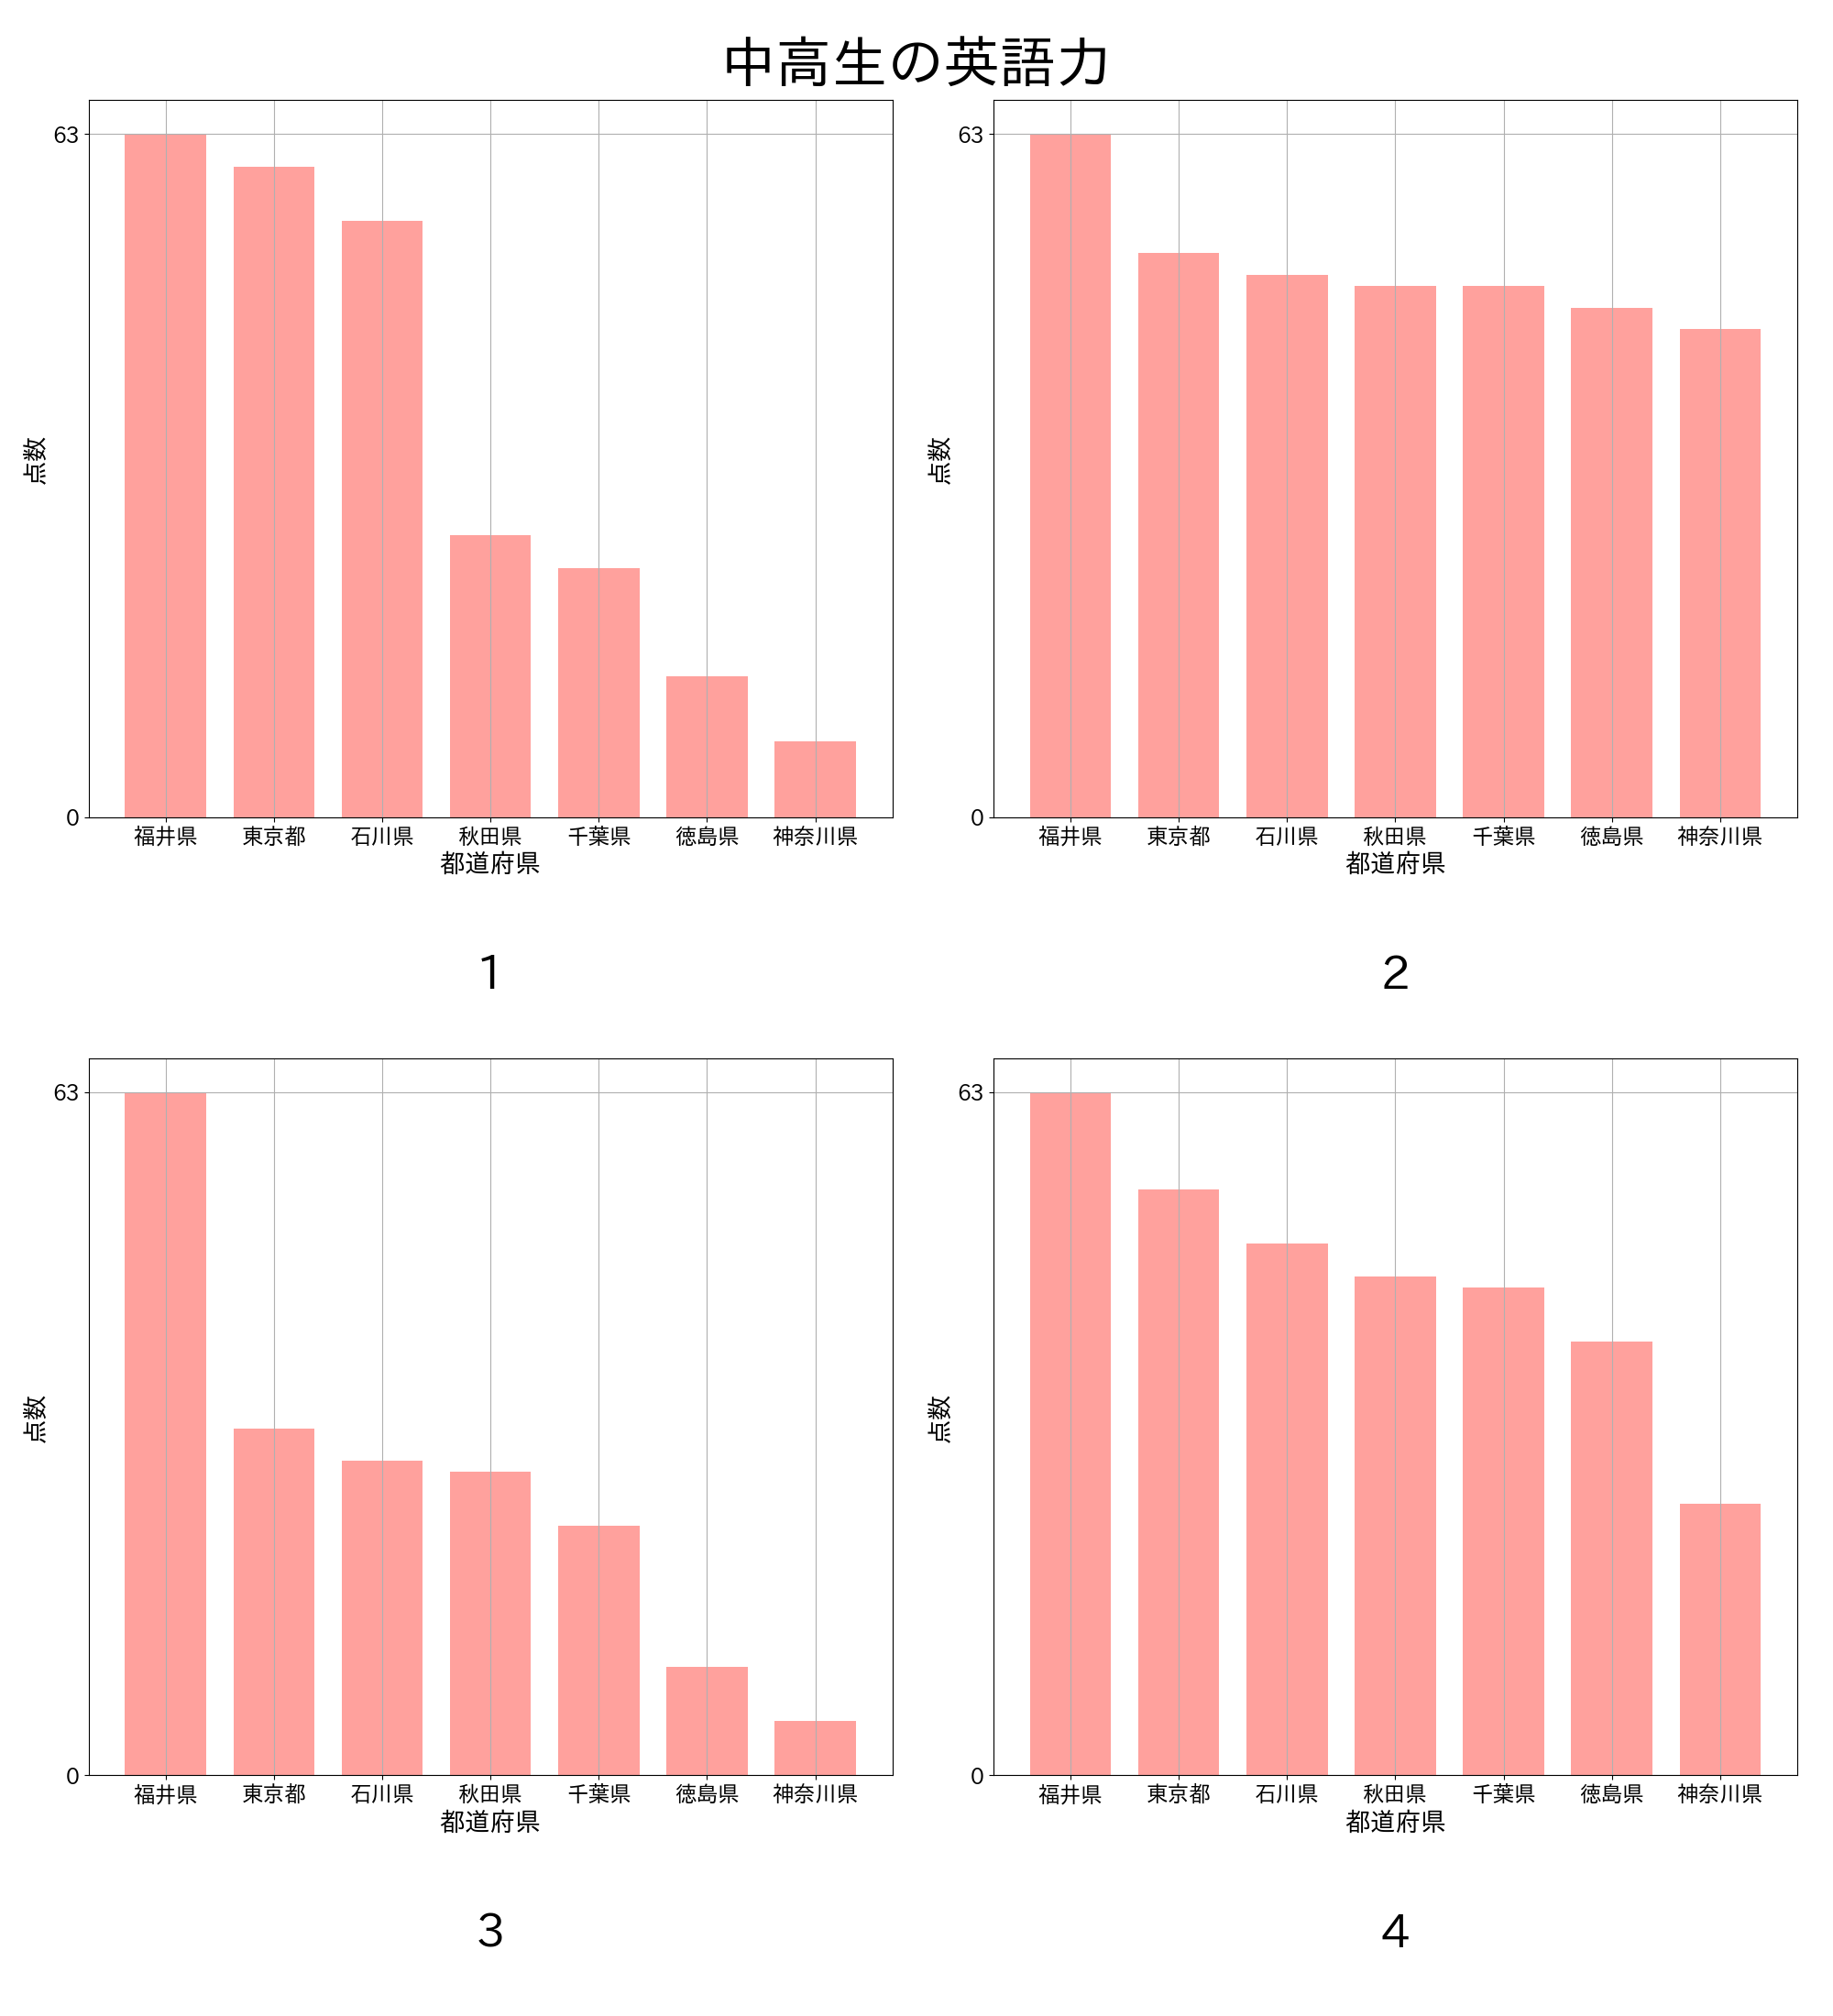 中高生の英語力
63
0
点数
福井県 東京都 石川県 秋田県 千葉県 徳島県 神奈川県
都道府県
1
63
0
点数
福井県 東京都 石川県 秋田県 千葉県 徳島県 神奈川県
都道府県
2
63
0
点数
福井県 東京都 石川県 秋田県 千葉県 徳島県 神奈川県
都道府県
3
63
0
点数
福井県 東京都 石川県 秋田県 千葉県 徳島県 神奈川県
都道府県
4